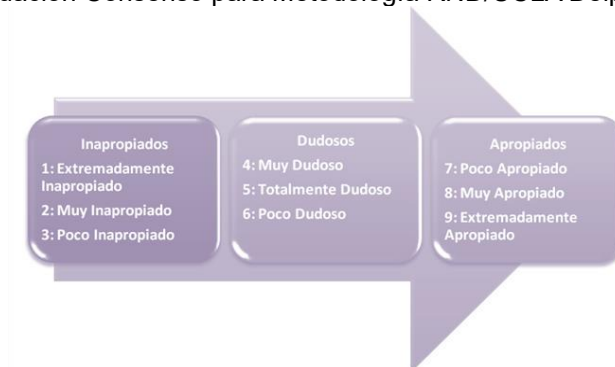 Consenso para Metodología RAND/UCLA
Inapropiados
1: Extremadamente
Inapropiado
2: Muy Inapropiado
3: Poco Inapropiado
Dudosos
4: Muy Dudoso
5: Totalmente Dudoso
6: Poco Dudoso
Apropiados
7: Poco Apropiado
8: Muy Apropiado
9: Extremadamente
Apropiado